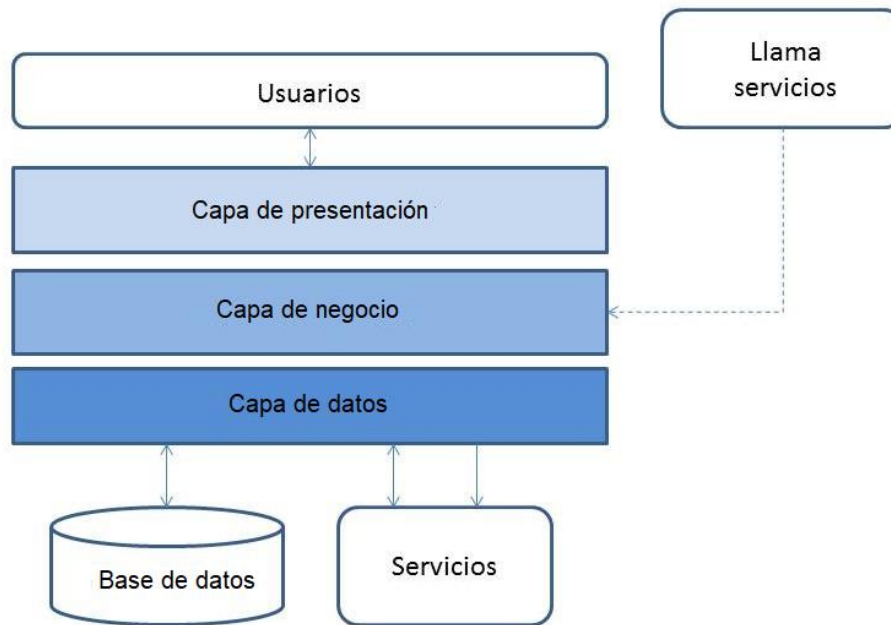 Llama
servicios
Usuarios
Capa de presentación
Capa de negocio
Capa de datos
Base de datos
Servicios